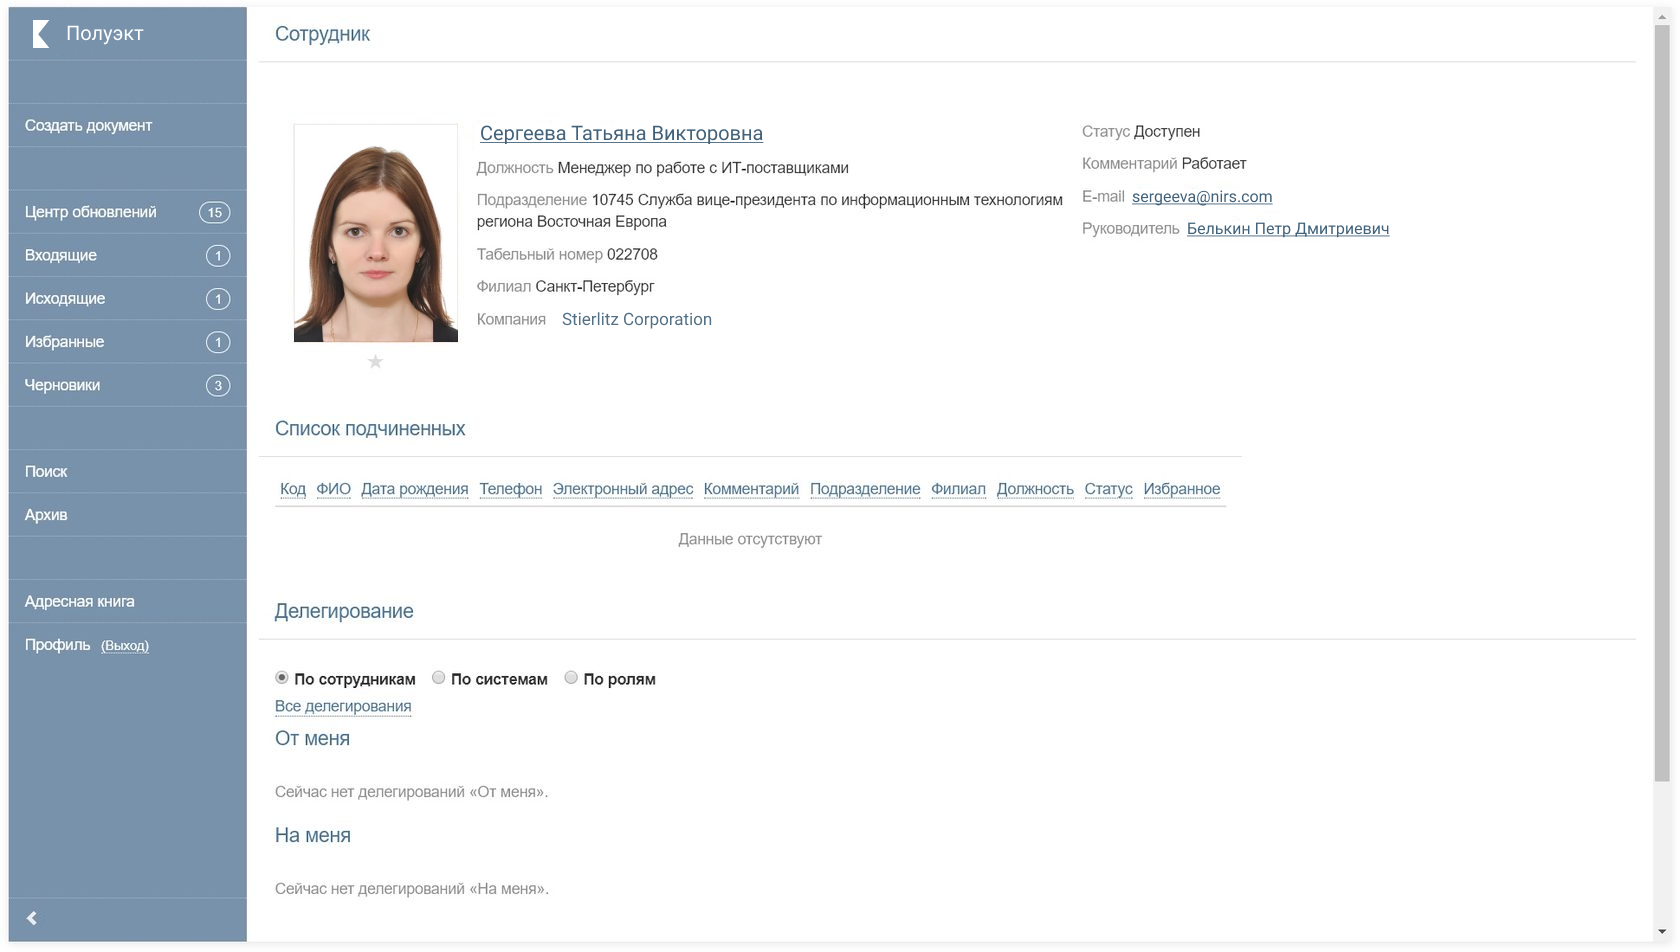 Полуэкт
Создать документ
Центр обновлений 15
Входящие 1
Исходящие 1
Избранные 1
Черновики 3
Поиск
Архив
Адресная книга
Профиль (Выход)
Сотрудник
Сергеева Татьяна Викторовна
Должность Менеджер по работе с ИТ-поставщиками
Подразделение 10745 Служба вице-президента по информационным технологиям
региона Восточная Европа
Табельный номер 022708
Филиал Санкт-Петербург
Компания Stierlitz Corporation
Статус Доступен
Комментарий Работает
E-mail sergeeva@nirs.com
Руководитель Белькин Петр Дмитриевич
Список подчиненных
Код ФИО Дата рождения Телефон Электронный адрес Комментарий Подразделение Филиал Должность Статус Избранное
Данные отсутствуют
Делегирование
По сотрудникам По системам По ролям
Все делегирования
От меня
Сейчас нет делегирований «От меня».
На меня
Сейчас нет делегирований «На меня».